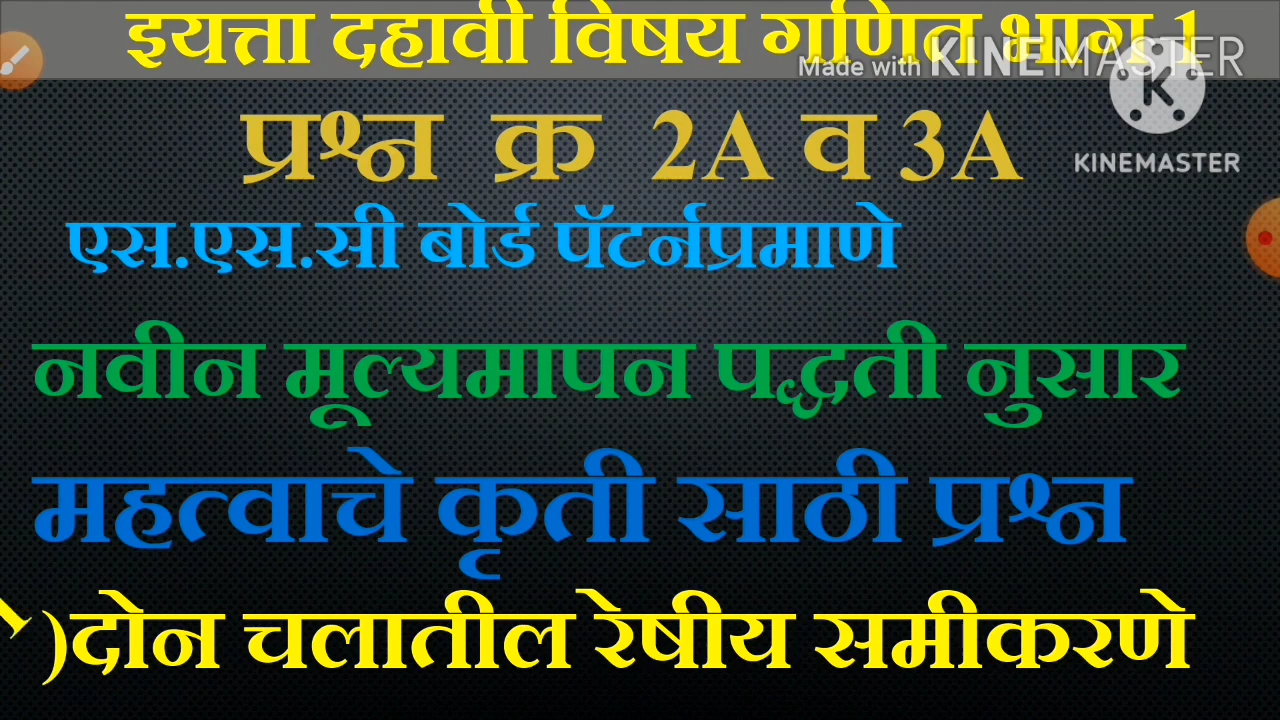 इयत्ता दहावी विषय गणित भाग 1
Made with KINEMASTER
प्रश्न क्र 2A व 3A
K
KINEMASTER
एस.एस.सी बोर्ड पॅटर्नप्रमाणे
नवीन मूल्यमापन पद्धती नुसार
महत्वाचे कृती साठी प्रश्न
)दोन चलातील रेषीय समीकरणे